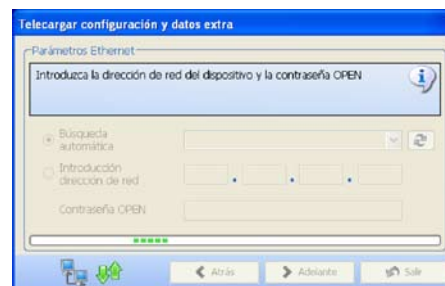 Telecargar configuración y datos extra
Parámetros Ethernet
Introduzca la dirección de red del dispositivo y la contraseña OPEN
Búsqueda
automática
Introducción
dirección de red
Contraseña OPEN
Atrás
Adelante
Salir